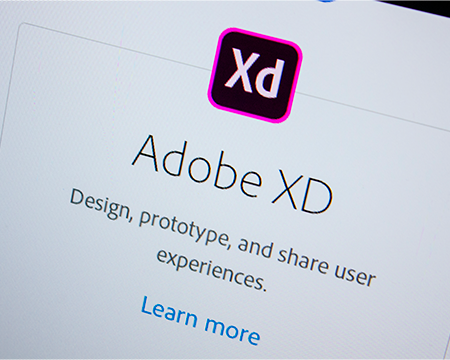 Xd
Adobe XD
Design, prototype, and share user
experiences.
Learn more